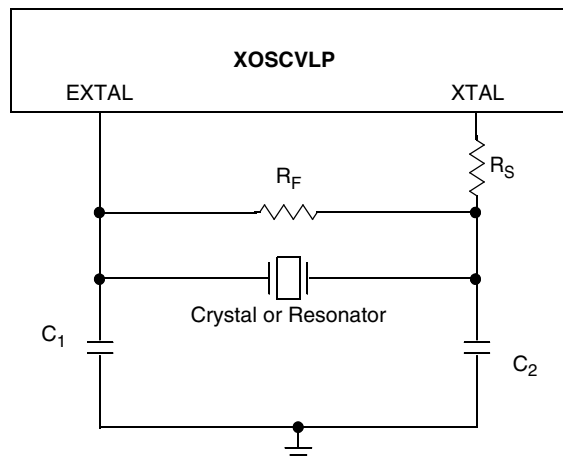 XOSCVLP
EXTAL XTAL
R_S
R_F
Crystal or Resonator
C_1
C_2